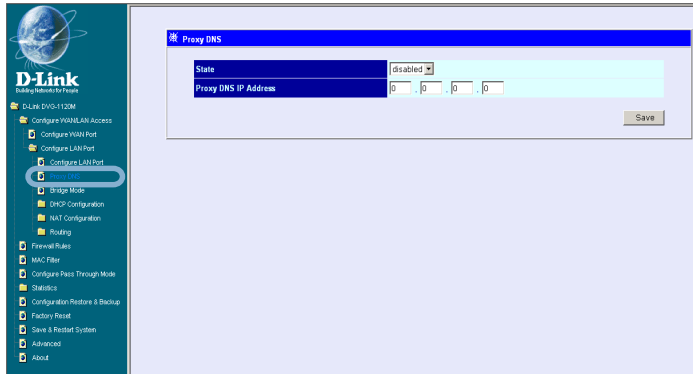 D-Link
Building Networks for People
D-Link DVG-1120M
Configure WAN/LAN Access
Configure WAN Port
Configure LAN Port
Configure LAN Port
Proxy DNS
Bridge Mode
DHCP Configuration
NAT Configuration
Routing
Firewall Rules
MAC Filter
Configure Pass Through Mode
Statistics
Configuration Restore & Backup
Factory Reset
Save & Restart System
Advanced
About
Proxy DNS
State disabled
Proxy DNS IP Address 0 . 0 . 0 . 0
Save